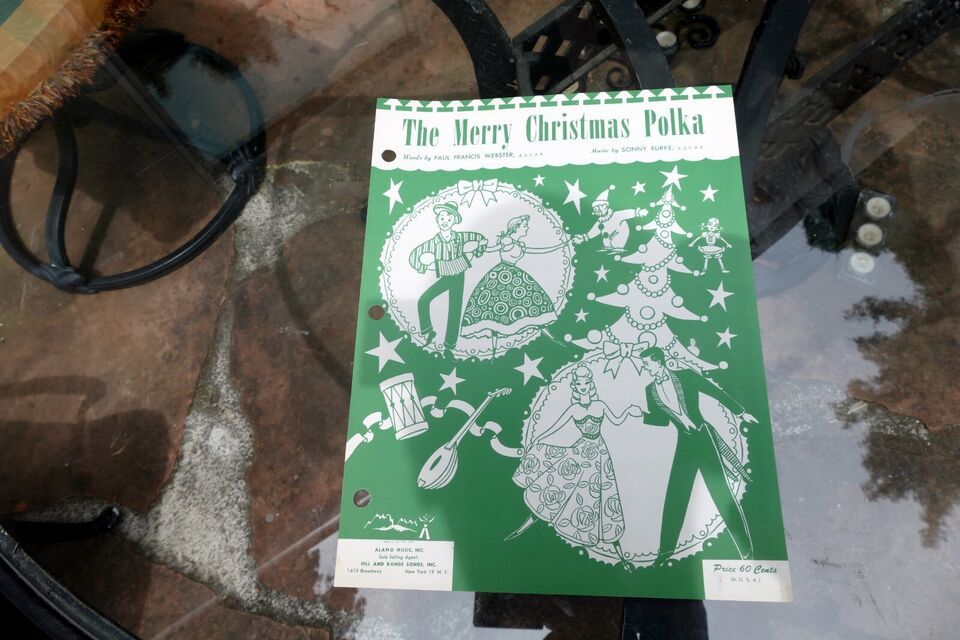 The Merry Christmas Polka
Words by PAUL FRANCIS WEBSTER, A.S.C.A.P. Music by SONNY BURKE, A.S.C.A.P.
ALAMO MUSIC, INC.
Sole Selling Agent
HILL AND RANGE SONGS, INC.
1619 Broadway New York 19 N. Y.
Price 60 Cents
(In U. S. A.)